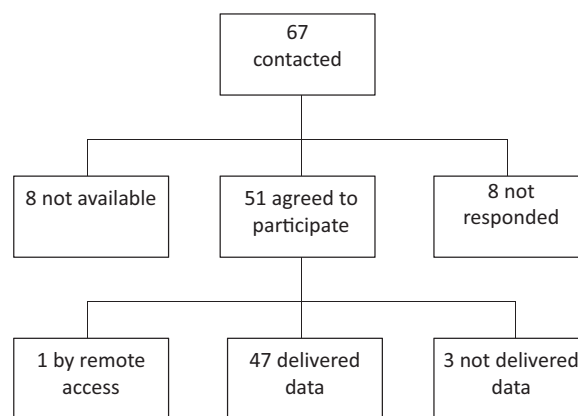 67
contacted
8 not available
51 agreed to
participate
8 not
responded
1 by remote
access
47 delivered
data
3 not delivered
data